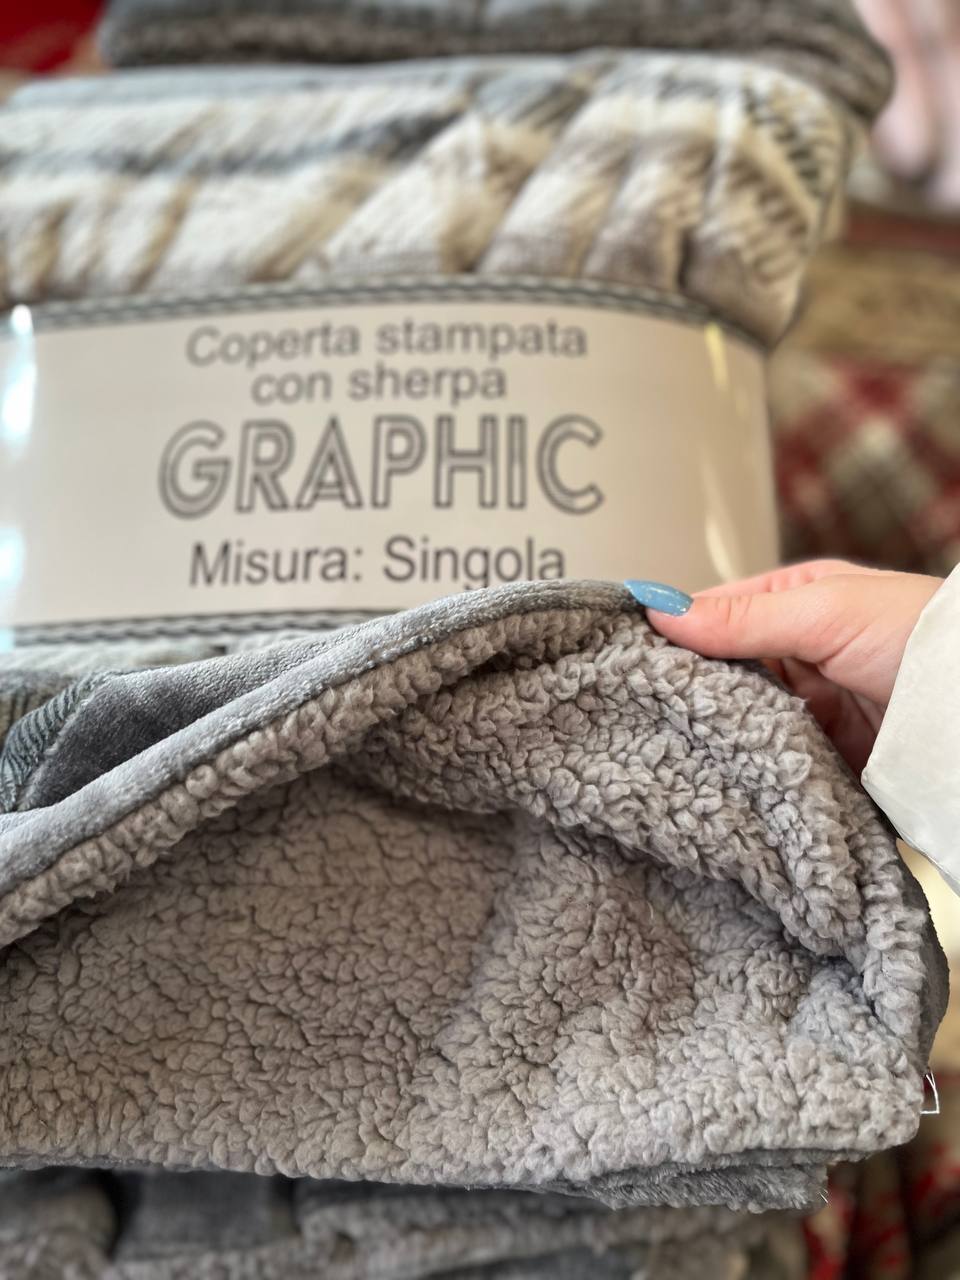 Coperta stampata
con sherpa
GRAPHIC
Misura: Singola